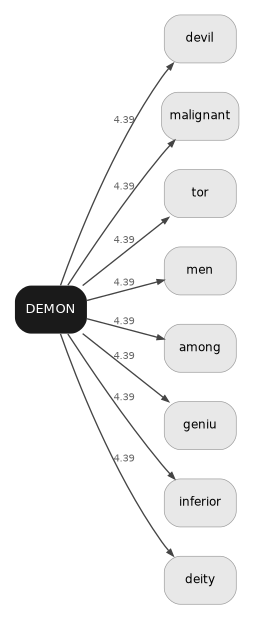 devil
4.39
malignant
4.39
tor
4.39
men
4.39
DEMON
4.39
among
4.39
geniu
4.39
inferior
4.39
deity